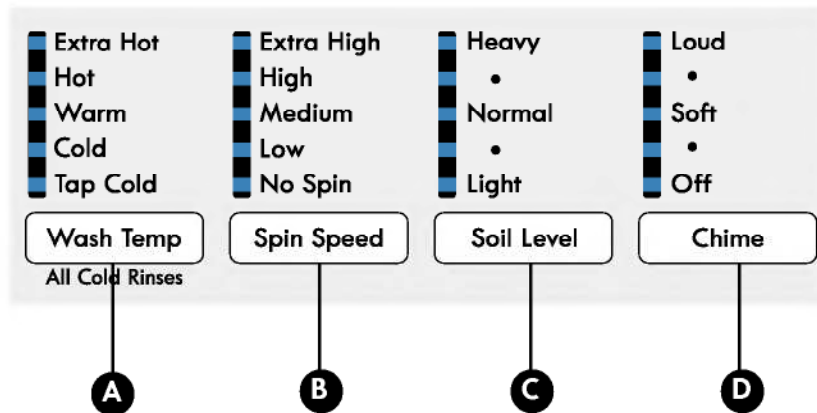 Extra Hot
Hot
Warm
Cold
Tap Cold
Wash Temp
All Cold Rinses
A
Extra High
High
Medium
Low
No Spin
Spin Speed
B
Heavy
•
Normal
•
Light
Soil Level
C
Loud
•
Soft
•
Off
Chime
D